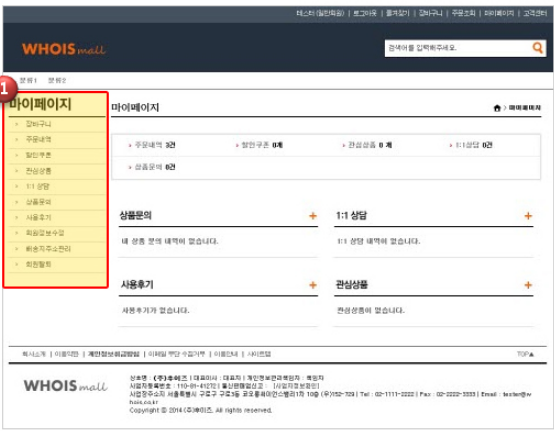 테스터(일반회원) | 로그아웃 | 즐겨찾기 | 장바구니 | 주문조회 | 마이페이지 | 고객센터
WHOIS mall
검색어를 입력해주세요.
분류1 분류2
1
마이페이지
장바구니
주문내역
할인쿠폰
관심상품
1:1 상담
상품문의
사용후기
회원정보수정
배송지주소관리
회원탈퇴
마이페이지
> 마이페이지
주문내역 3건
할인쿠폰 0개
관심상품 0 개
1:1상담 0건
상품문의 0건
상품문의 +
내 상품 문의 내역이 없습니다.
1:1 상담 +
1:1 상담 내역이 없습니다.
사용후기 +
사용후기가 없습니다.
관심상품 +
관심상품이 없습니다.
회사소개 | 이용약관 | 개인정보취급방침 | 이메일 무단 수집거부 | 이용안내 | 사이트맵
TOP▲
WHOIS mall
상호명 : (주)후이즈 | 대표이사 : 대표자 | 개인정보관리책임자 : 책임자
사업자등록번호 : 110-81-41272 | 통신판매업신고 : [사업자정보확인]
사업장주소지 서울특별시 구로구 구로3동 코오롱싸이언스밸리1차 10층 (우)152-729 | Tel : 02-1111-2222 | Fax : 02-2222-3333 | Email : tester@w
hois.co.kr
Copyright © 2014 (주)후이즈. All rights reserved.